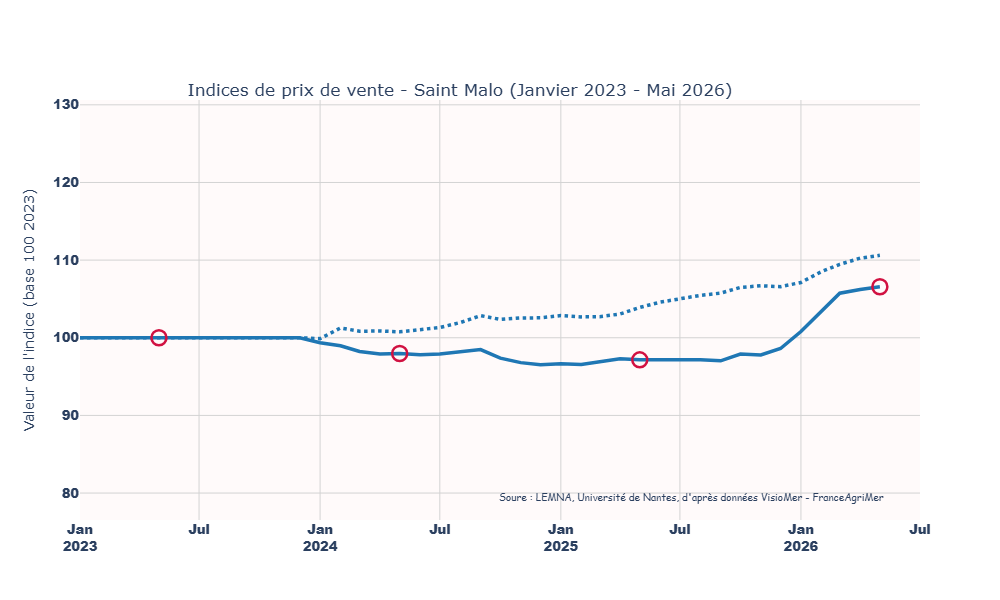 Indices de prix de vente - Saint Malo (Janvier 2023 - Mai 2026)
Valeur de l'indice (base 100 2023)
130
120
110
100
90
80
Soure : LEMNA, Université de Nantes, d'après données VisioMer - FranceAgriMer
Jan Jul Jan Jul Jan Jul Jan Jul
2023 2024 2025 2026